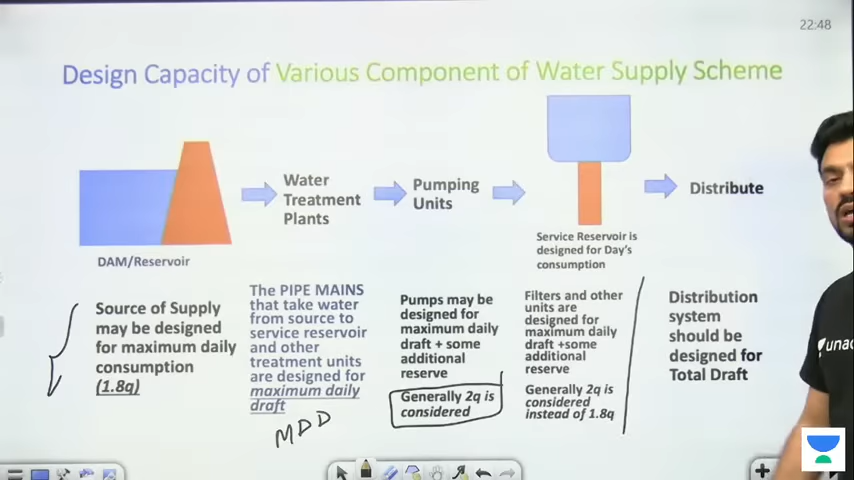 22:48
Design Capacity of Various Component of Water Supply Scheme
Water
Treatment
Plants
Pumping
Units
Distribute
DAM/Reservoir
Service Reservoir is
designed for Day's
consumption
Source of Supply
may be designed
for maximum daily
consumption
(1.8q)
The PIPE MAINS
that take water
from source to
service reservoir
and other
treatment units
are designed for
maximum daily
draft
MDD
Pumps may be
designed for
maximum daily
draft + some
additional
reserve
Generally 2q is
considered
Filters and other
units are
designed for
maximum daily
draft +some
additional
reserve
Generally 2q is
considered
instead of 1.8q
Distribution
system
should be
designed for
Total Draft
unac